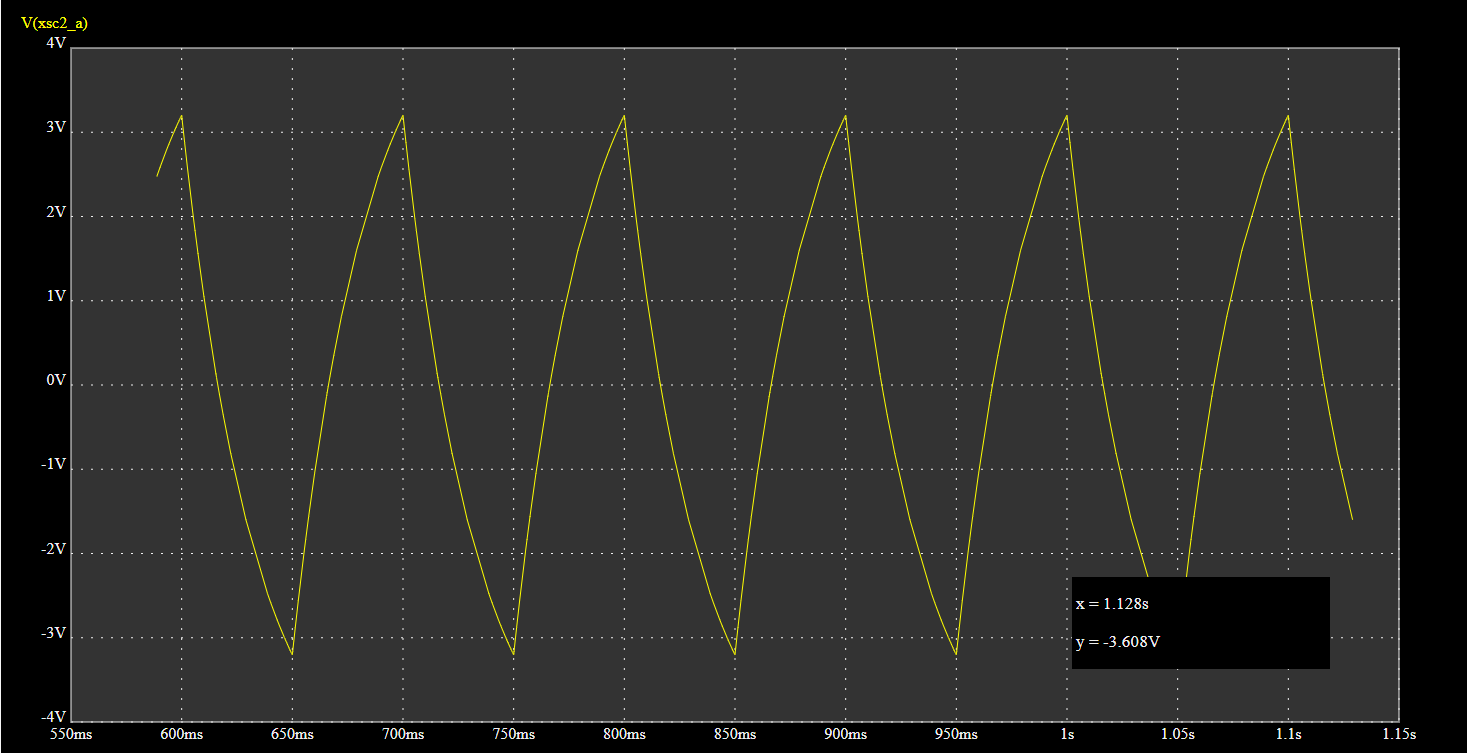 V(xsc2_a)
4V
3V
2V
1V
0V
-1V
-2V
-3V
-4V
x = 1.128s
y = -3.608V
550ms 600ms 650ms 700ms 750ms 800ms 850ms 900ms 950ms 1s 1.05s 1.1s 1.15s